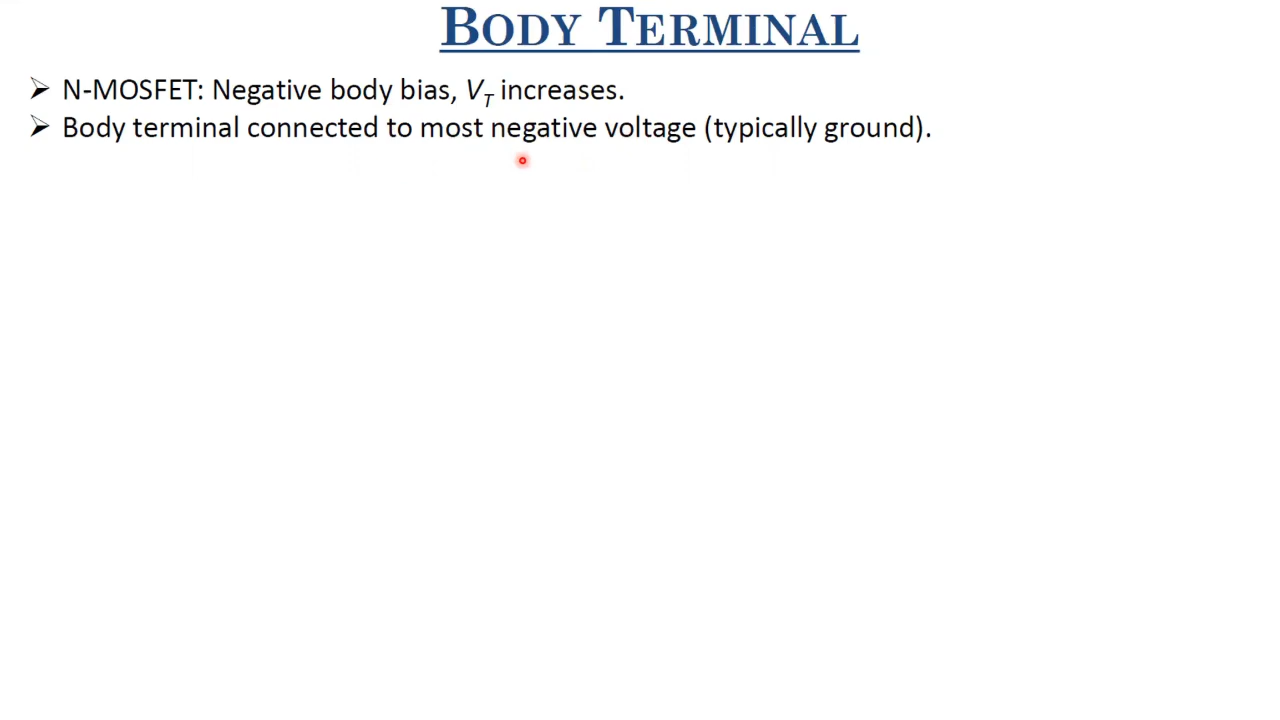 BODY TERMINAL
➢ N-MOSFET: Negative body bias, V_T increases.
➢ Body terminal connected to most negative voltage (typically ground).